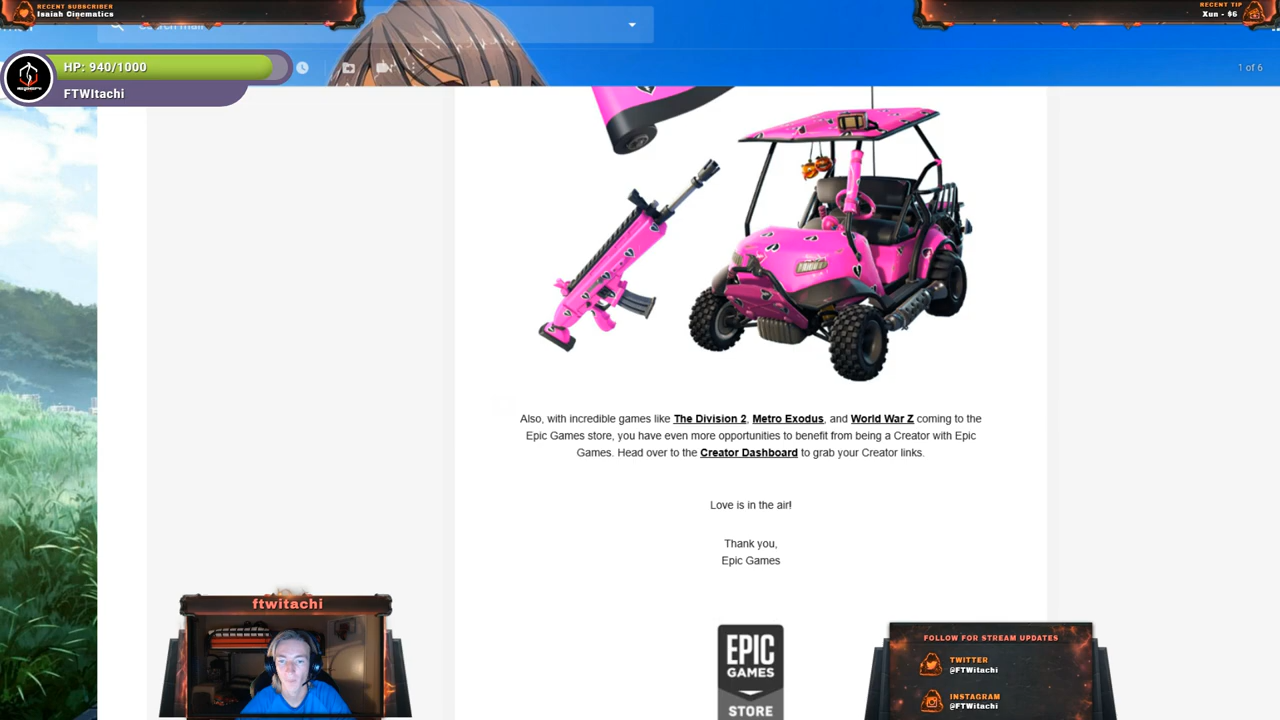 RECENT SUBSCRIBER
Isaiah Cinematics
RECENT TIP
Xun - $6
HP: 940/1000
FTWItachi
1 of 6
Also, with incredible games like The Division 2, Metro Exodus, and World War Z coming to the
Epic Games store, you have even more opportunities to benefit from being a Creator with Epic
Games. Head over to the Creator Dashboard to grab your Creator links.
Love is in the air!
Thank you,
Epic Games
ftwitachi
EPIC
GAMES
STORE
FOLLOW FOR STREAM UPDATES
TWITTER
@FTWitachi
INSTAGRAM
@FTWitachi